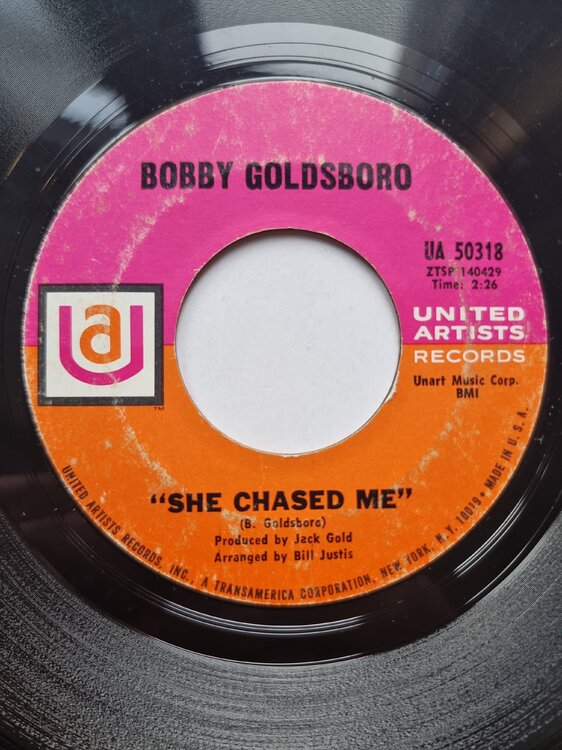 BOBBY GOLDSBORO
UA 50318
ZTSP 140429
Time: 2:26
ua
TM
UNITED
ARTISTS
RECORDS
Unart Music Corp.
BMI
"SHE CHASED ME"
(B. Goldsboro)
Produced by Jack Gold
Arranged by Bill Justis
UNITED ARTISTS RECORDS, INC., A TRANSAMERICA CORPORATION, NEW YORK, N.Y. 10019 • MADE IN U.S.A.